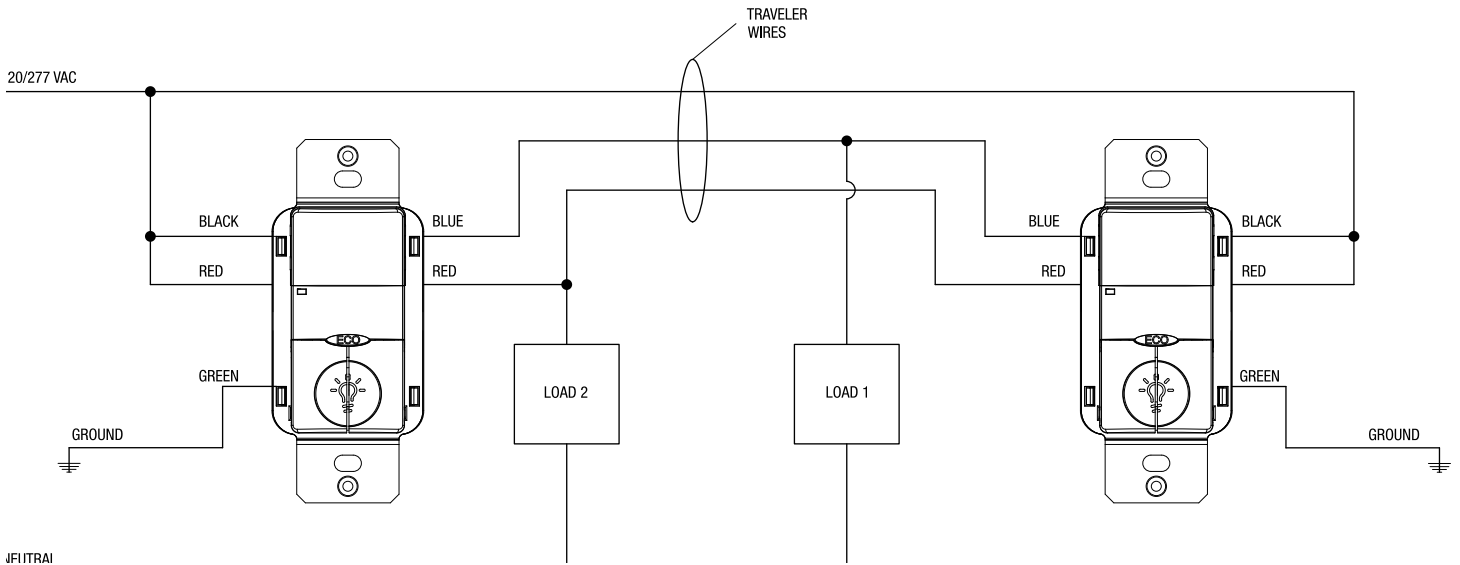 TRAVELER
WIRES
20/277 VAC
BLACK
BLUE
BLUE
BLACK
RED
RED
RED
RED
ECO
ECO
GREEN
LOAD 2
LOAD 1
GREEN
GROUND
GROUND
NEUTRAL